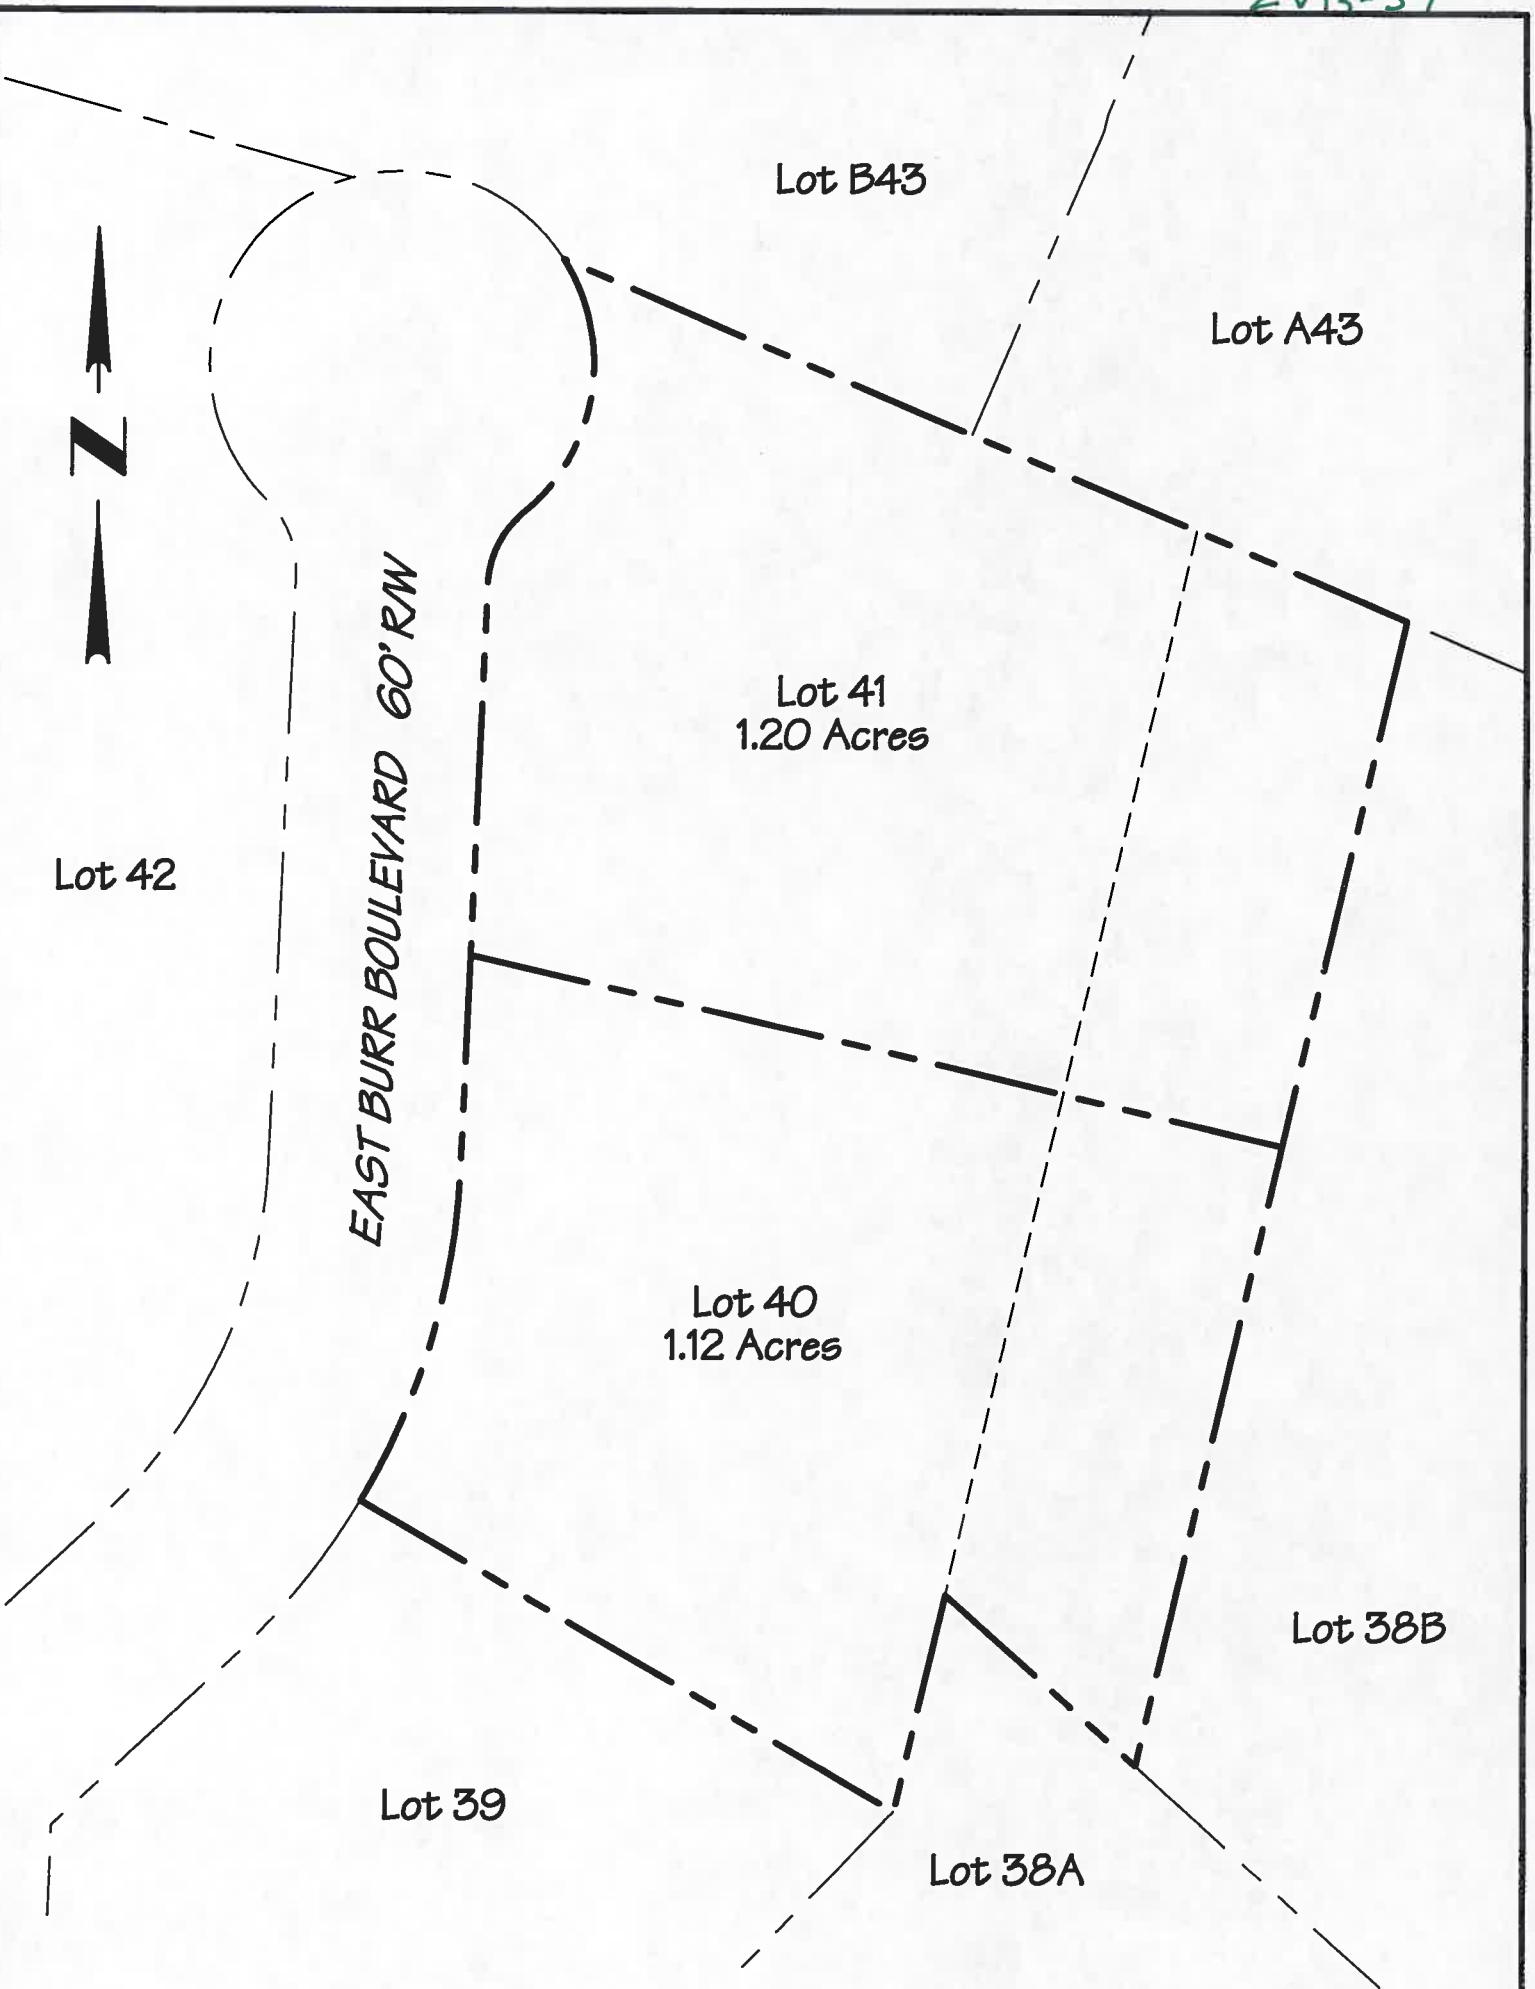 Lot B43
Lot A43
N
EAST BURR BOULEVARD 60' R/W
Lot 41
1.20 Acres
Lot 42
Lot 40
1.12 Acres
Lot 38B
Lot 39
Lot 38A